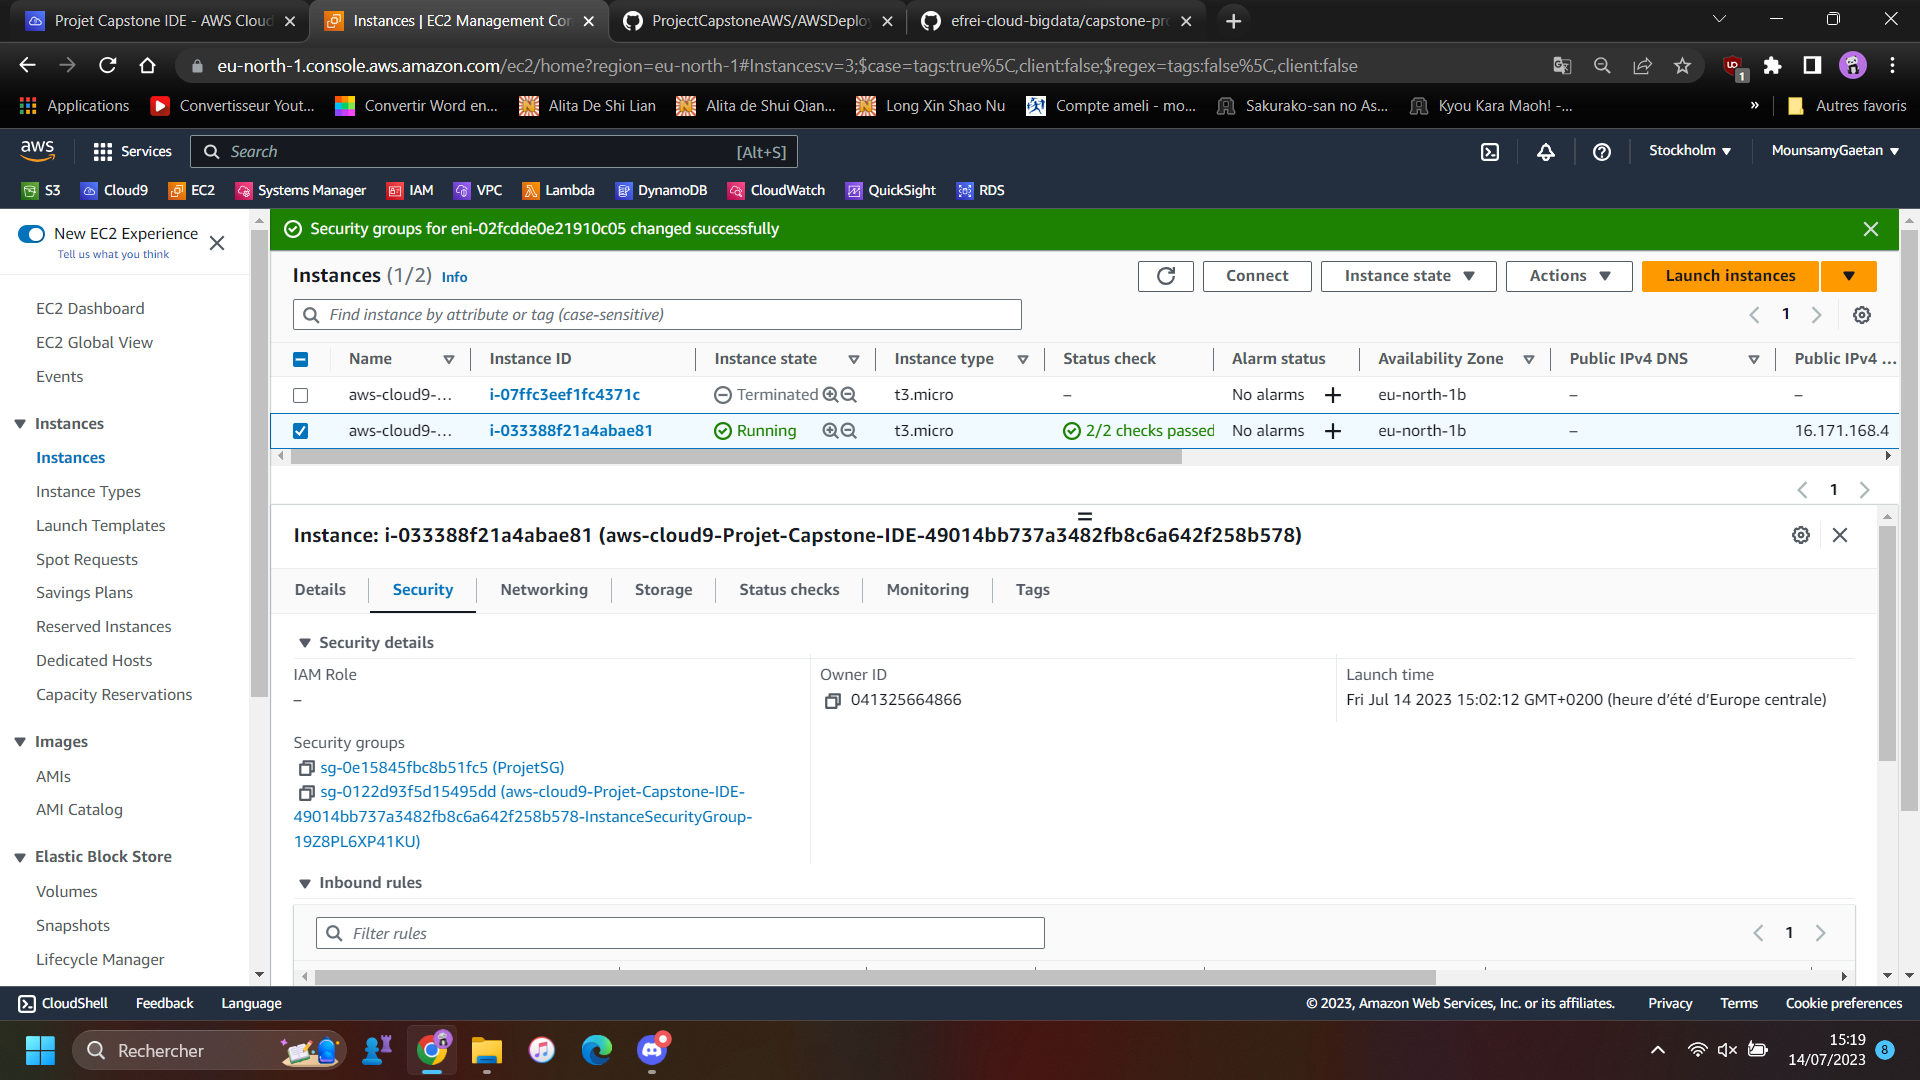 Projet Capstone IDE - AWS Cloud
Instances | EC2 Management Con
ProjectCapstoneAWS/AWSDeploy
efrei-cloud-bigdata/capstone-pro
eu-north-1.console.aws.amazon.com/ec2/home?region=eu-north-1#Instances:v=3;$case=tags:true%5C,client:false;$regex=tags:false%5C,client:false
1
Applications
Convertisseur Yout...
Convertir Word en...
Alita De Shi Lian
Alita de Shui Qian...
Long Xin Shao Nu
Compte ameli - mo...
Sakurako-san no As...
Kyou Kara Maoh! -...
»
Autres favoris
aws
Services
Search
[Alt+S]
Stockholm
MounsamyGaetan
S3
Cloud9
EC2
Systems Manager
IAM
VPC
Lambda
DynamoDB
CloudWatch
QuickSight
RDS
New EC2 Experience
Tell us what you think
EC2 Dashboard
EC2 Global View
Events
Instances
Instances
Instance Types
Launch Templates
Spot Requests
Savings Plans
Reserved Instances
Dedicated Hosts
Capacity Reservations
Images
AMIs
AMI Catalog
Elastic Block Store
Volumes
Snapshots
Lifecycle Manager
Security groups for eni-02fcdde0e21910c05 changed successfully
Instances (1/2) Info
Connect
Instance state
Actions
Launch instances
Find instance by attribute or tag (case-sensitive)
1
Name Instance ID Instance state Instance type Status check Alarm status Availability Zone Public IPv4 DNS Public IPv4 ...
aws-cloud9-... i-07ffc3eef1fc4371c Terminated t3.micro – No alarms + eu-north-1b – –
aws-cloud9-... i-033388f21a4abae81 Running t3.micro 2/2 checks passed No alarms + eu-north-1b – 16.171.168.4
1
Instance: i-033388f21a4abae81 (aws-cloud9-Projet-Capstone-IDE-49014bb737a3482fb8c6a642f258b578)
Details
Security
Networking
Storage
Status checks
Monitoring
Tags
Security details
IAM Role
–
Owner ID
041325664866
Launch time
Fri Jul 14 2023 15:02:12 GMT+0200 (heure d’été d’Europe centrale)
Security groups
sg-0e15845fbc8b51fc5 (ProjetSG)
sg-0122d93f5d15495dd (aws-cloud9-Projet-Capstone-IDE-
49014bb737a3482fb8c6a642f258b578-InstanceSecurityGroup-
19Z8PL6XP41KU)
Inbound rules
Filter rules
1
CloudShell
Feedback
Language
© 2023, Amazon Web Services, Inc. or its affiliates.
Privacy
Terms
Cookie preferences
Rechercher
15:19
14/07/2023
8